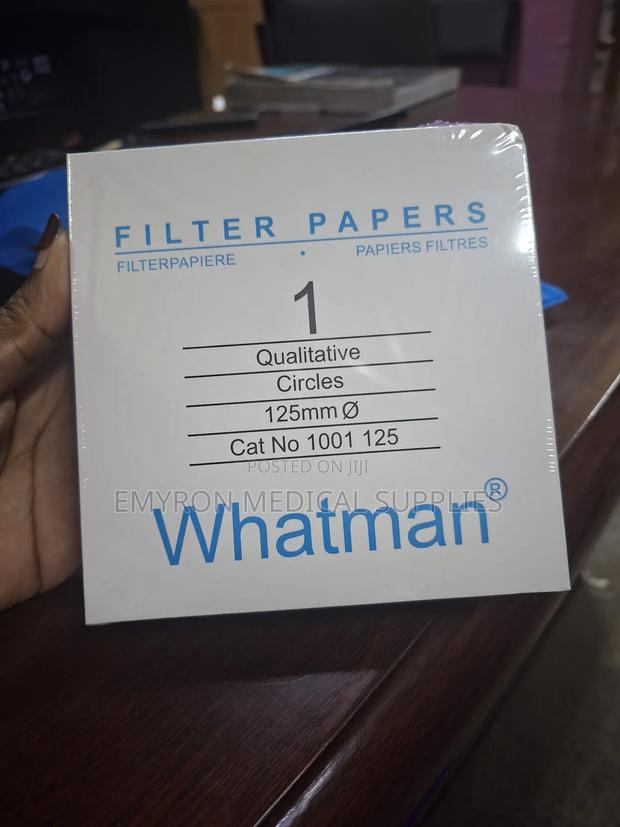 FILTER PAPERS
FILTERPAPIERE • PAPIERS FILTRES
1
Qualitative
Circles
125mm Ø
Cat No 1001 125
POSTED ON JIJI
EMYRON MEDICAL SUPPLIES
Whatman®